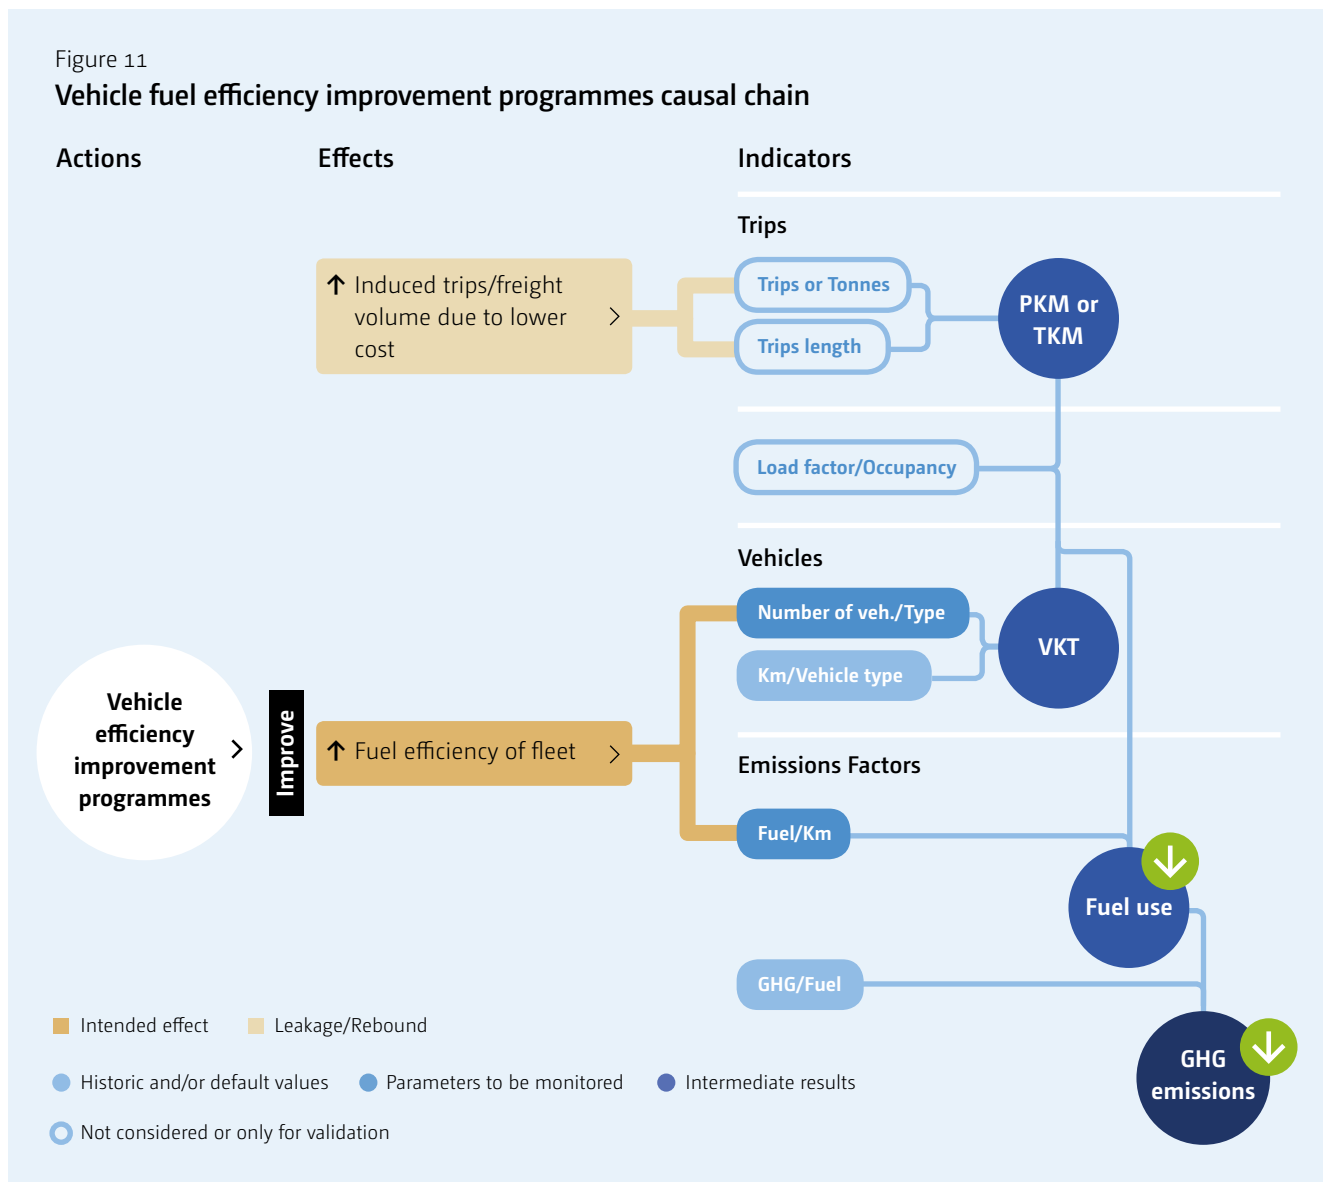 Figure 11
Vehicle fuel efficiency improvement programmes causal chain
Actions
Effects
Indicators
Trips
↑ Induced trips/freight
volume due to lower
cost
Trips or Tonnes
Trips length
PKM or
TKM
Load factor/Occupancy
Vehicles
Number of veh./Type
Km/Vehicle type
VKT
Vehicle
efficiency
improvement
programmes
Improve
↑ Fuel efficiency of fleet
Emissions Factors
Fuel/Km
Fuel use
GHG/Fuel
GHG
emissions
Intended effect
Leakage/Rebound
Historic and/or default values
Parameters to be monitored
Intermediate results
Not considered or only for validation